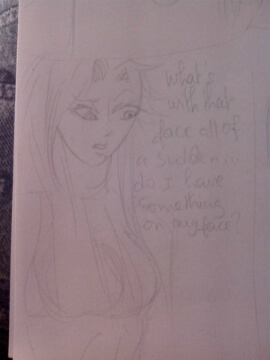 what's
with that
face all of
a sudden...
do I have
something
on my face?